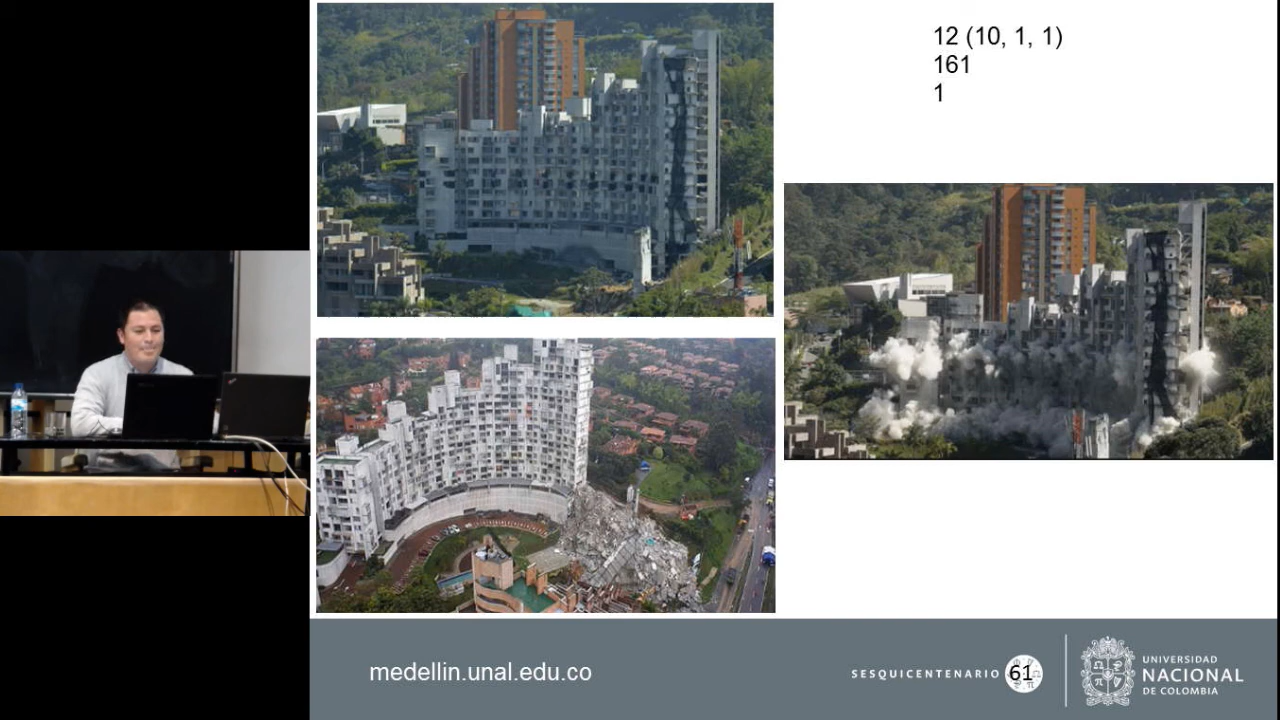 12 (10, 1, 1)
161
1
medellin.unal.edu.co
SESQUICENTENARIO 61
UNIVERSIDAD
NACIONAL
DE COLOMBIA